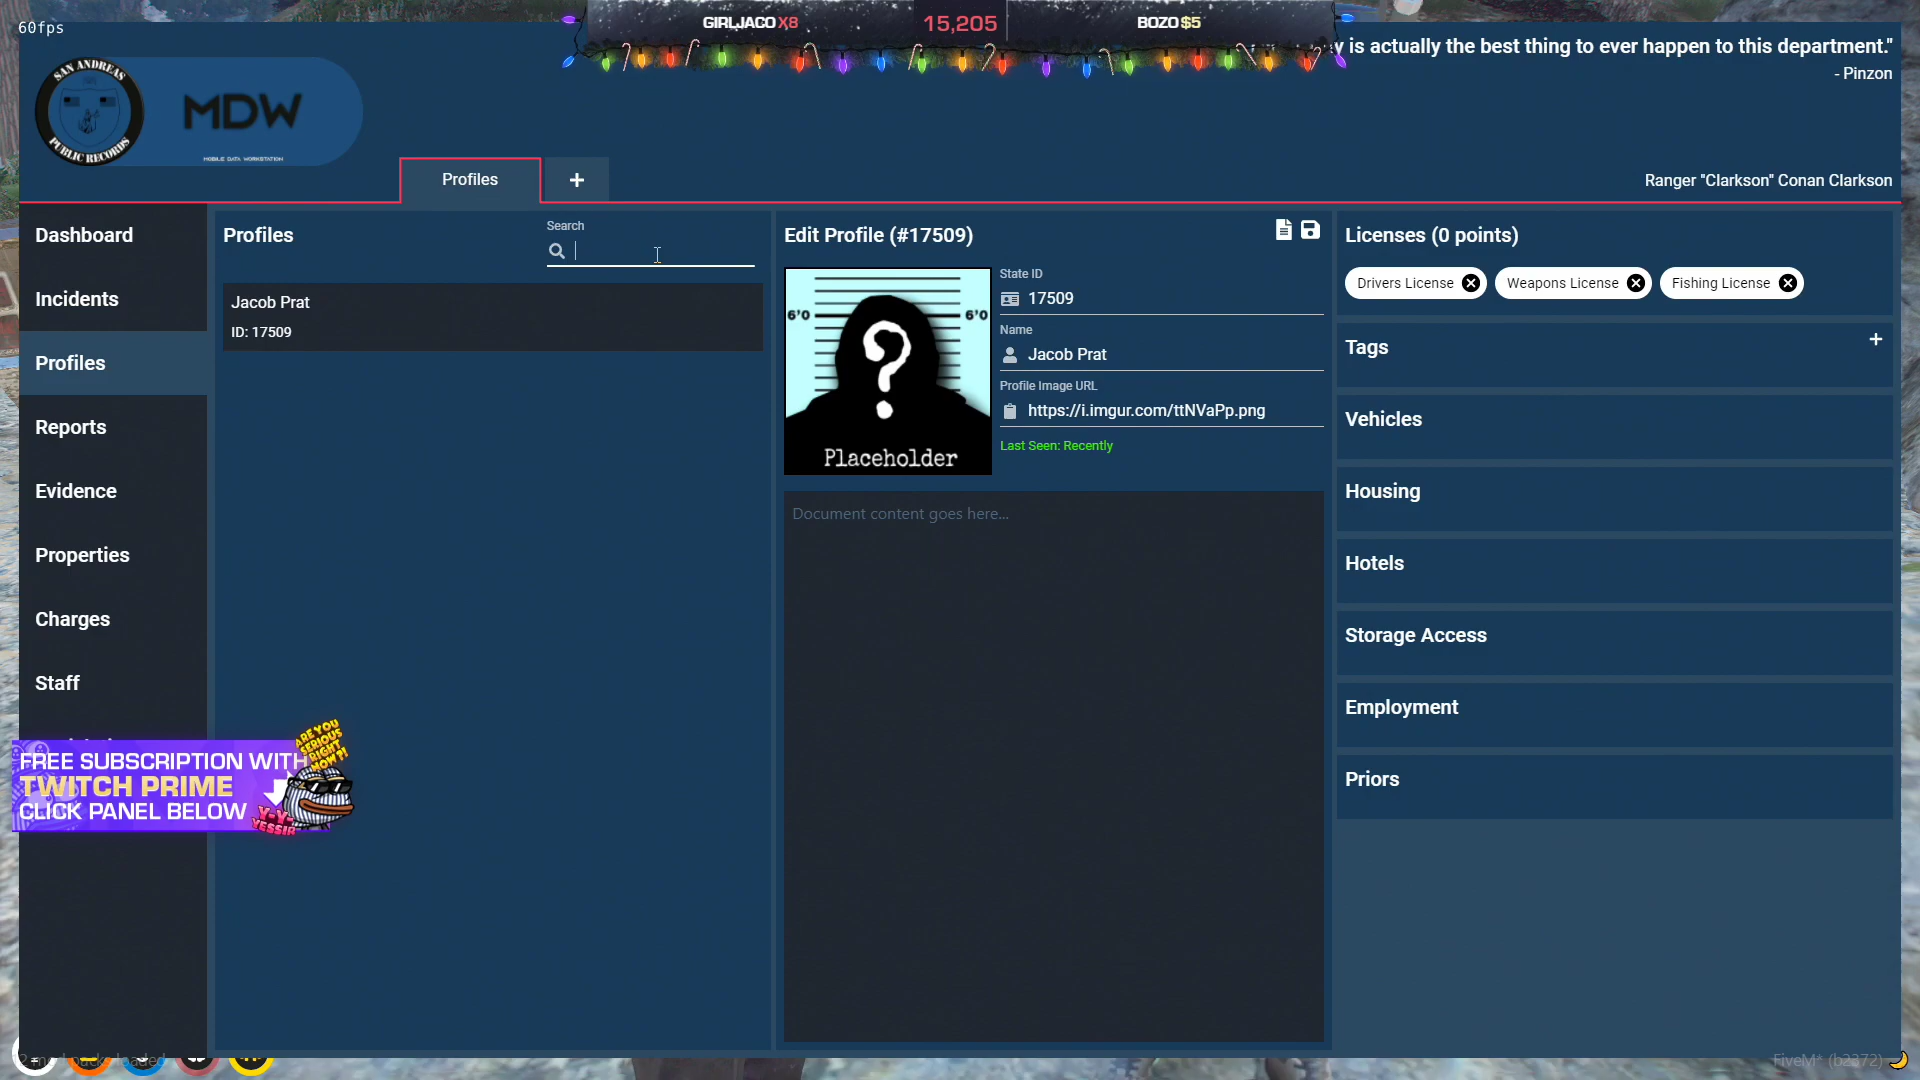 60fps
GIRLJACO X8
15,205
BOZO $5
y is actually the best thing to ever happen to this department."
- Pinzon
SAN ANDREAS
PUBLIC RECORDS
MDW
MOBILE DATA WORKSTATION
Profiles
+
Ranger "Clarkson" Conan Clarkson
Dashboard
Incidents
Profiles
Reports
Evidence
Properties
Charges
Staff
Profiles
Search
Jacob Prat
ID: 17509
Edit Profile (#17509)
6'0 6'0
?
Placeholder
State ID
17509
Name
Jacob Prat
Profile Image URL
https://i.imgur.com/ttNVaPp.png
Last Seen: Recently
Document content goes here...
Licenses (0 points)
Drivers License
Weapons License
Fishing License
Tags
+
Vehicles
Housing
Hotels
Storage Access
Employment
Priors
FREE SUBSCRIPTION WITH
TWITCH PRIME
CLICK PANEL BELOW
ARE YOU
SERIOUS
RIGHT
NOW?!
Y-Y-
YESSIR
loaded
FiveM* (b2372)